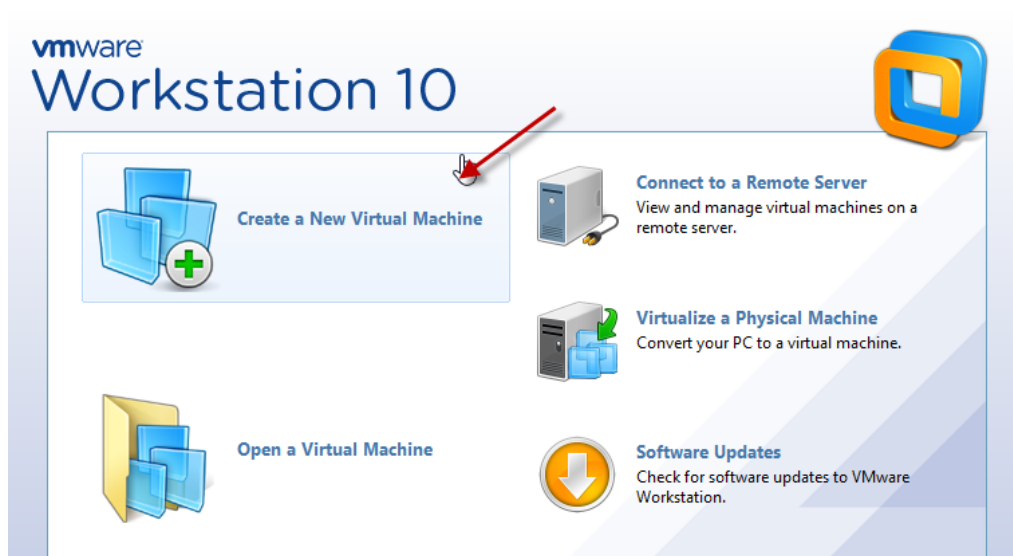 vmware
Workstation 10
Create a New Virtual Machine
Open a Virtual Machine
Connect to a Remote Server
View and manage virtual machines on a
remote server.
Virtualize a Physical Machine
Convert your PC to a virtual machine.
Software Updates
Check for software updates to VMware
Workstation.